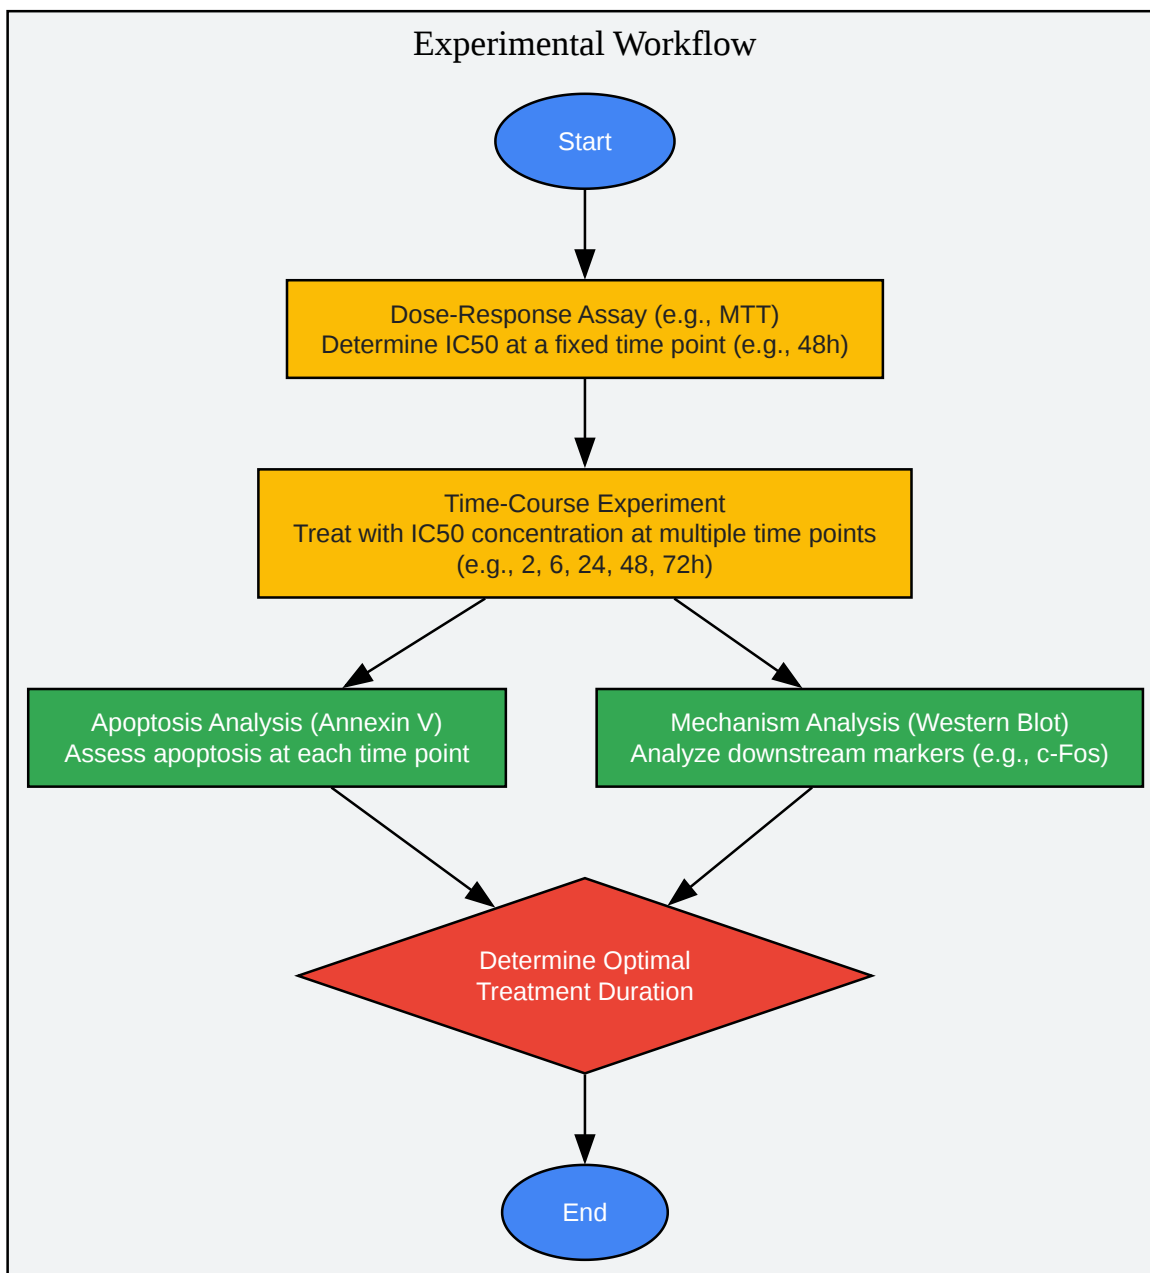 Experimental Workflow
Start
Dose-Response Assay (e.g., MTT)
Determine IC50 at a fixed time point (e.g., 48h)
Time-Course Experiment
Treat with IC50 concentration at multiple time points
(e.g., 2, 6, 24, 48, 72h)
Apoptosis Analysis (Annexin V)
Assess apoptosis at each time point
Mechanism Analysis (Western Blot)
Analyze downstream markers (e.g., c-Fos)
Determine Optimal
Treatment Duration
End